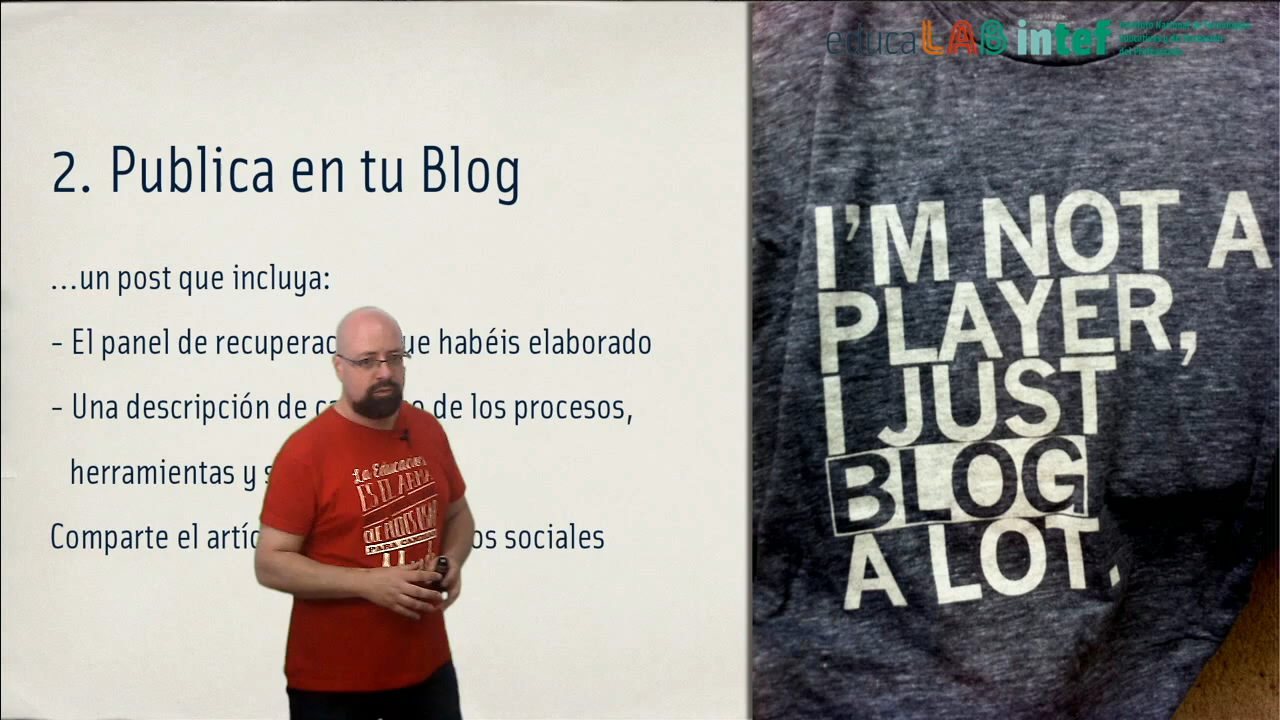 2. Publica en tu Blog
...un post que incluya:
- El panel de recuperac ue habéis elaborado
- Una descripción de ca o de los procesos,
herramientas y s
Comparte el artíc os sociales
La Educación
ES EL ARMA
PARA CAMBIAR
educaLAB intef
I'M NOT A
PLAYER,
I JUST
BLOG
A LOT.